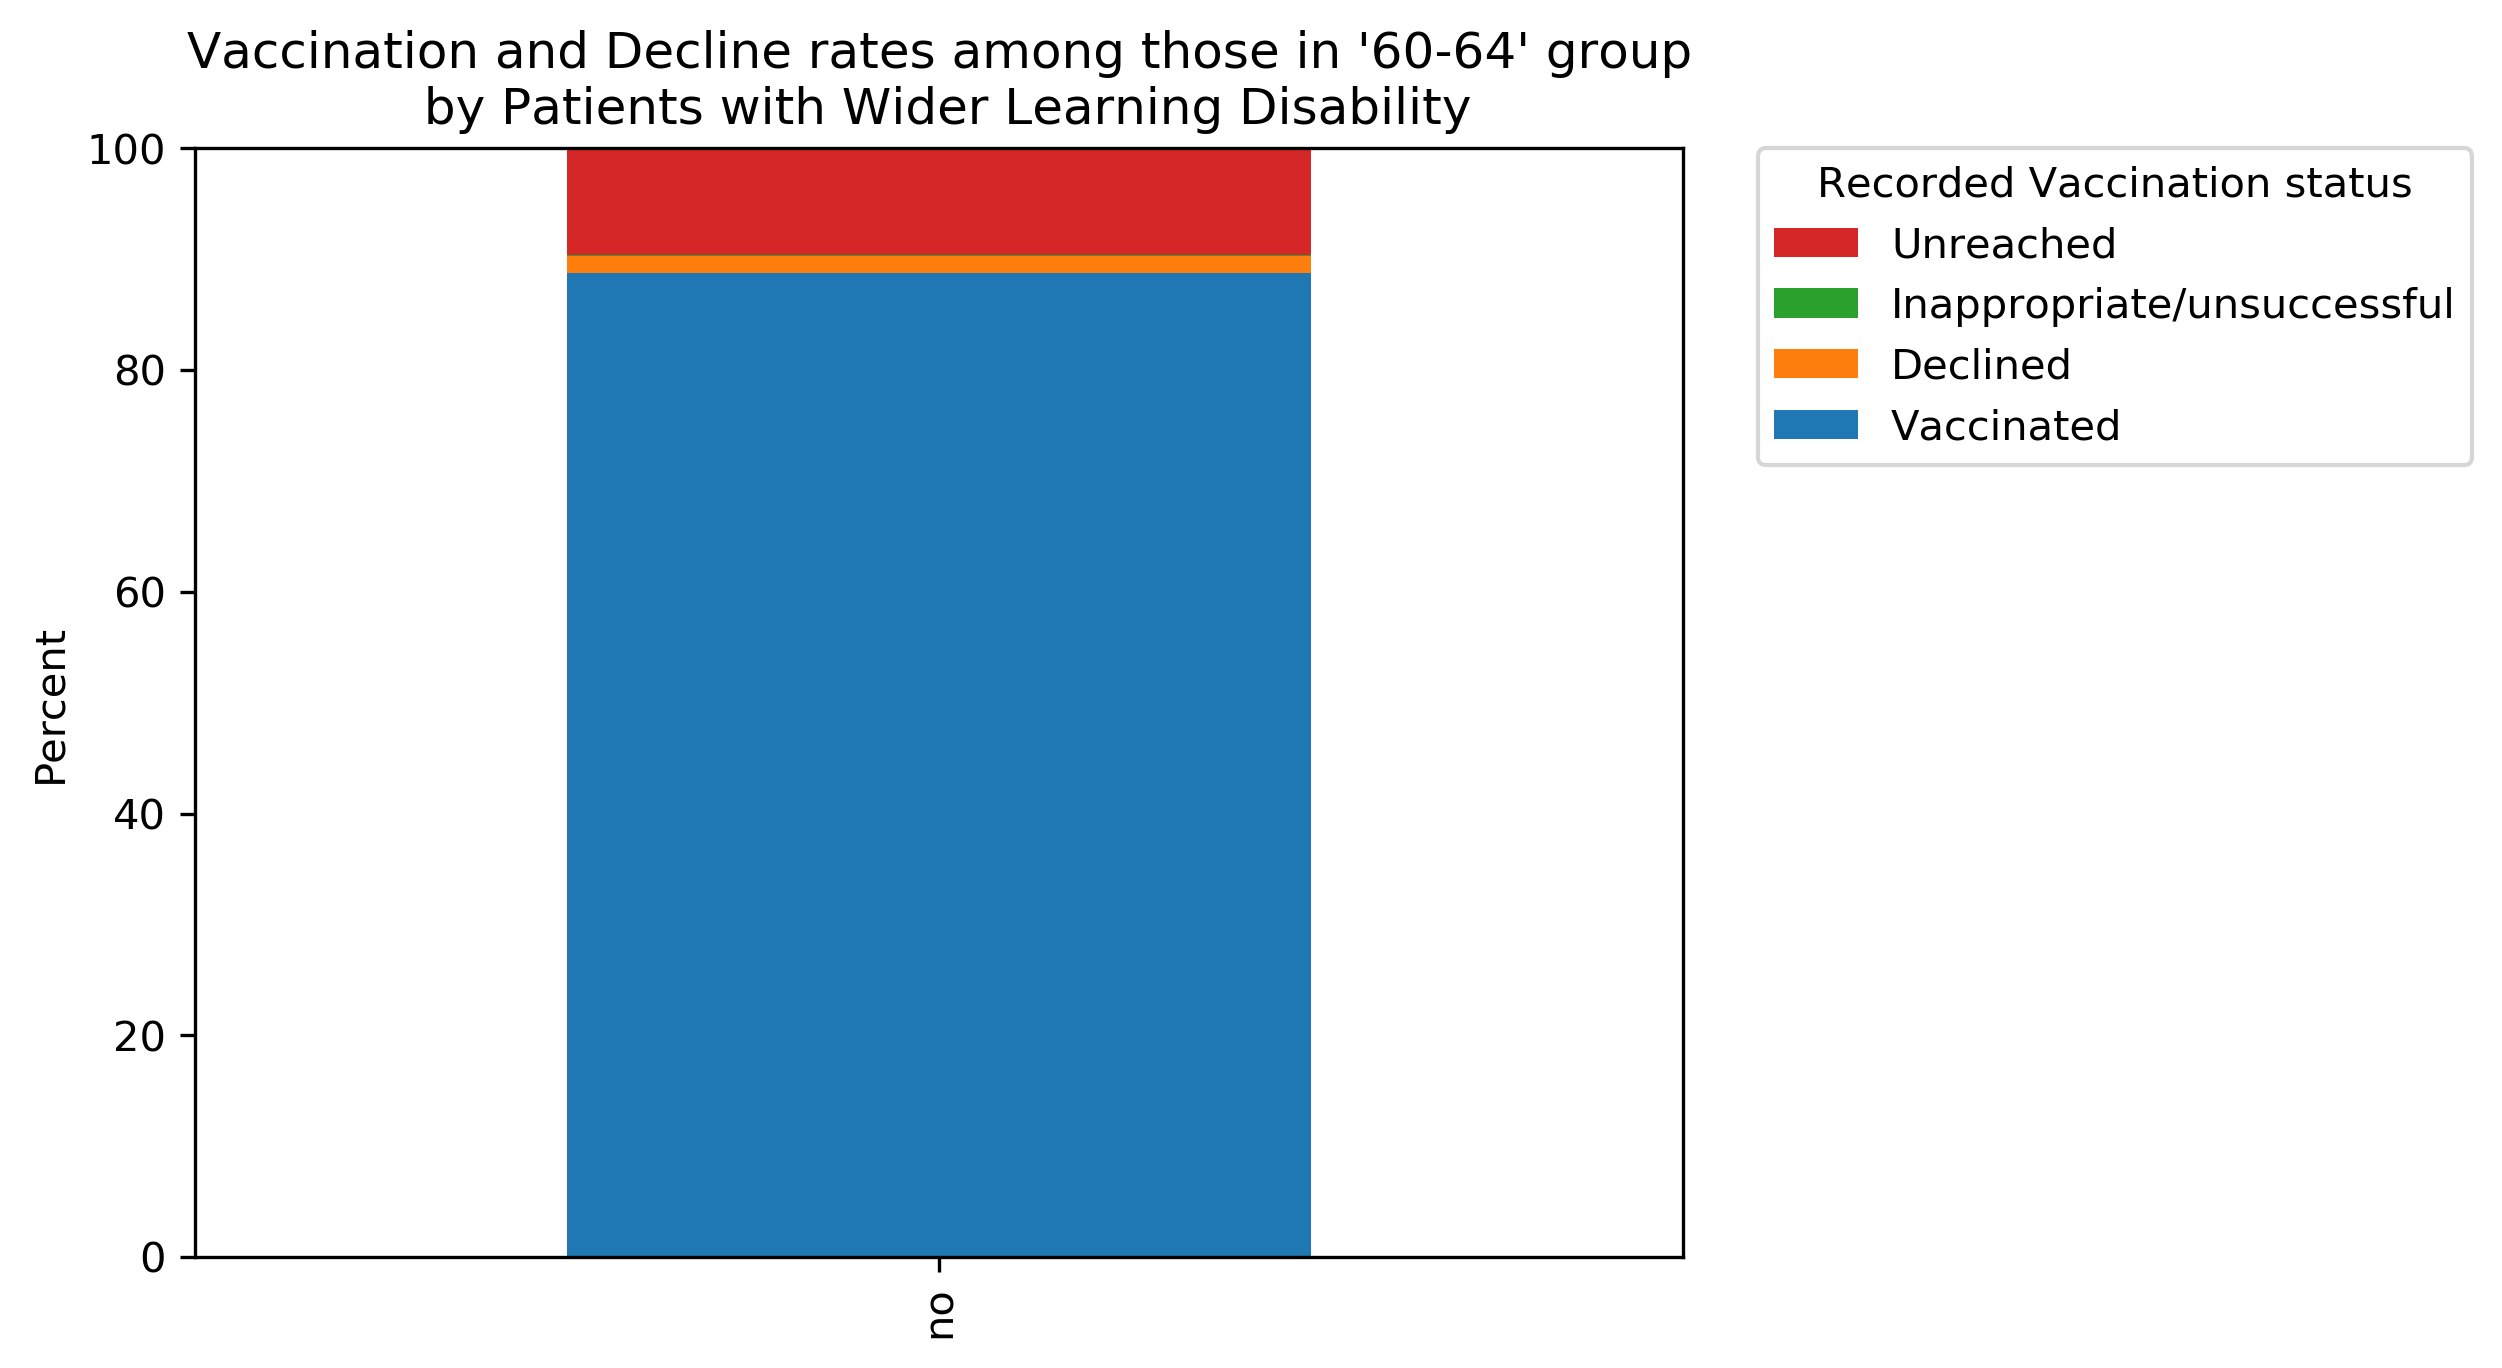 Vaccination and Decline rates among those in '60-64' group
by Patients with Wider Learning Disability
100
80
60
40
20
0
Percent
no
Recorded Vaccination status
Unreached
Inappropriate/unsuccessful
Declined
Vaccinated